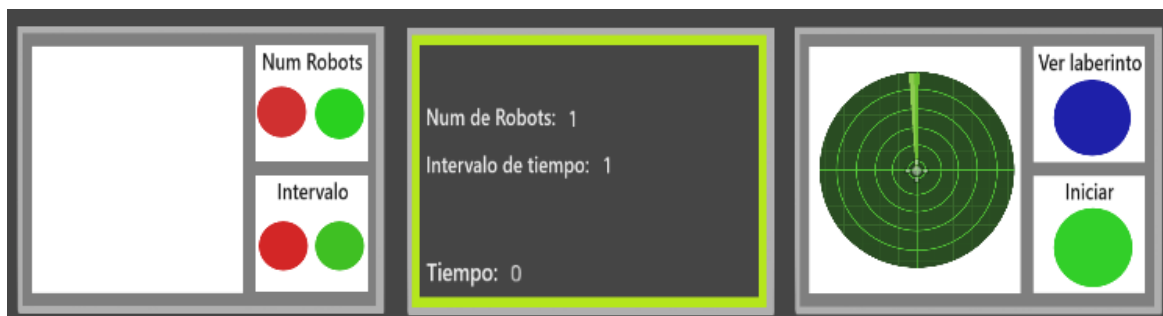 Num Robots
Intervalo
Num de Robots: 1
Intervalo de tiempo: 1
Tiempo: 0
Ver laberinto
Iniciar